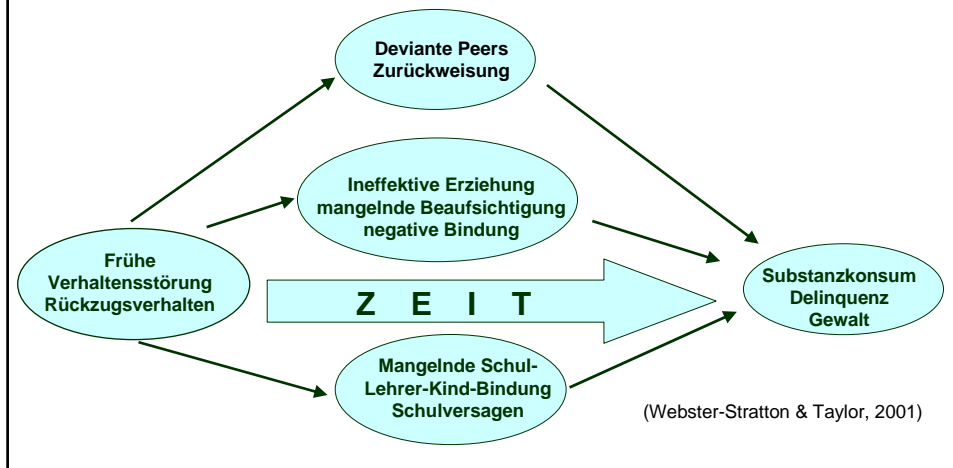 Deviante Peers
Zurückweisung
Ineffektive Erziehung
mangelnde Beaufsichtigung
negative Bindung
Frühe
Verhaltensstörung
Rückzugsverhalten
Z E I T
Substanzkonsum
Delinquenz
Gewalt
Mangelnde Schul-
Lehrer-Kind-Bindung
Schulversagen
(Webster-Stratton & Taylor, 2001)